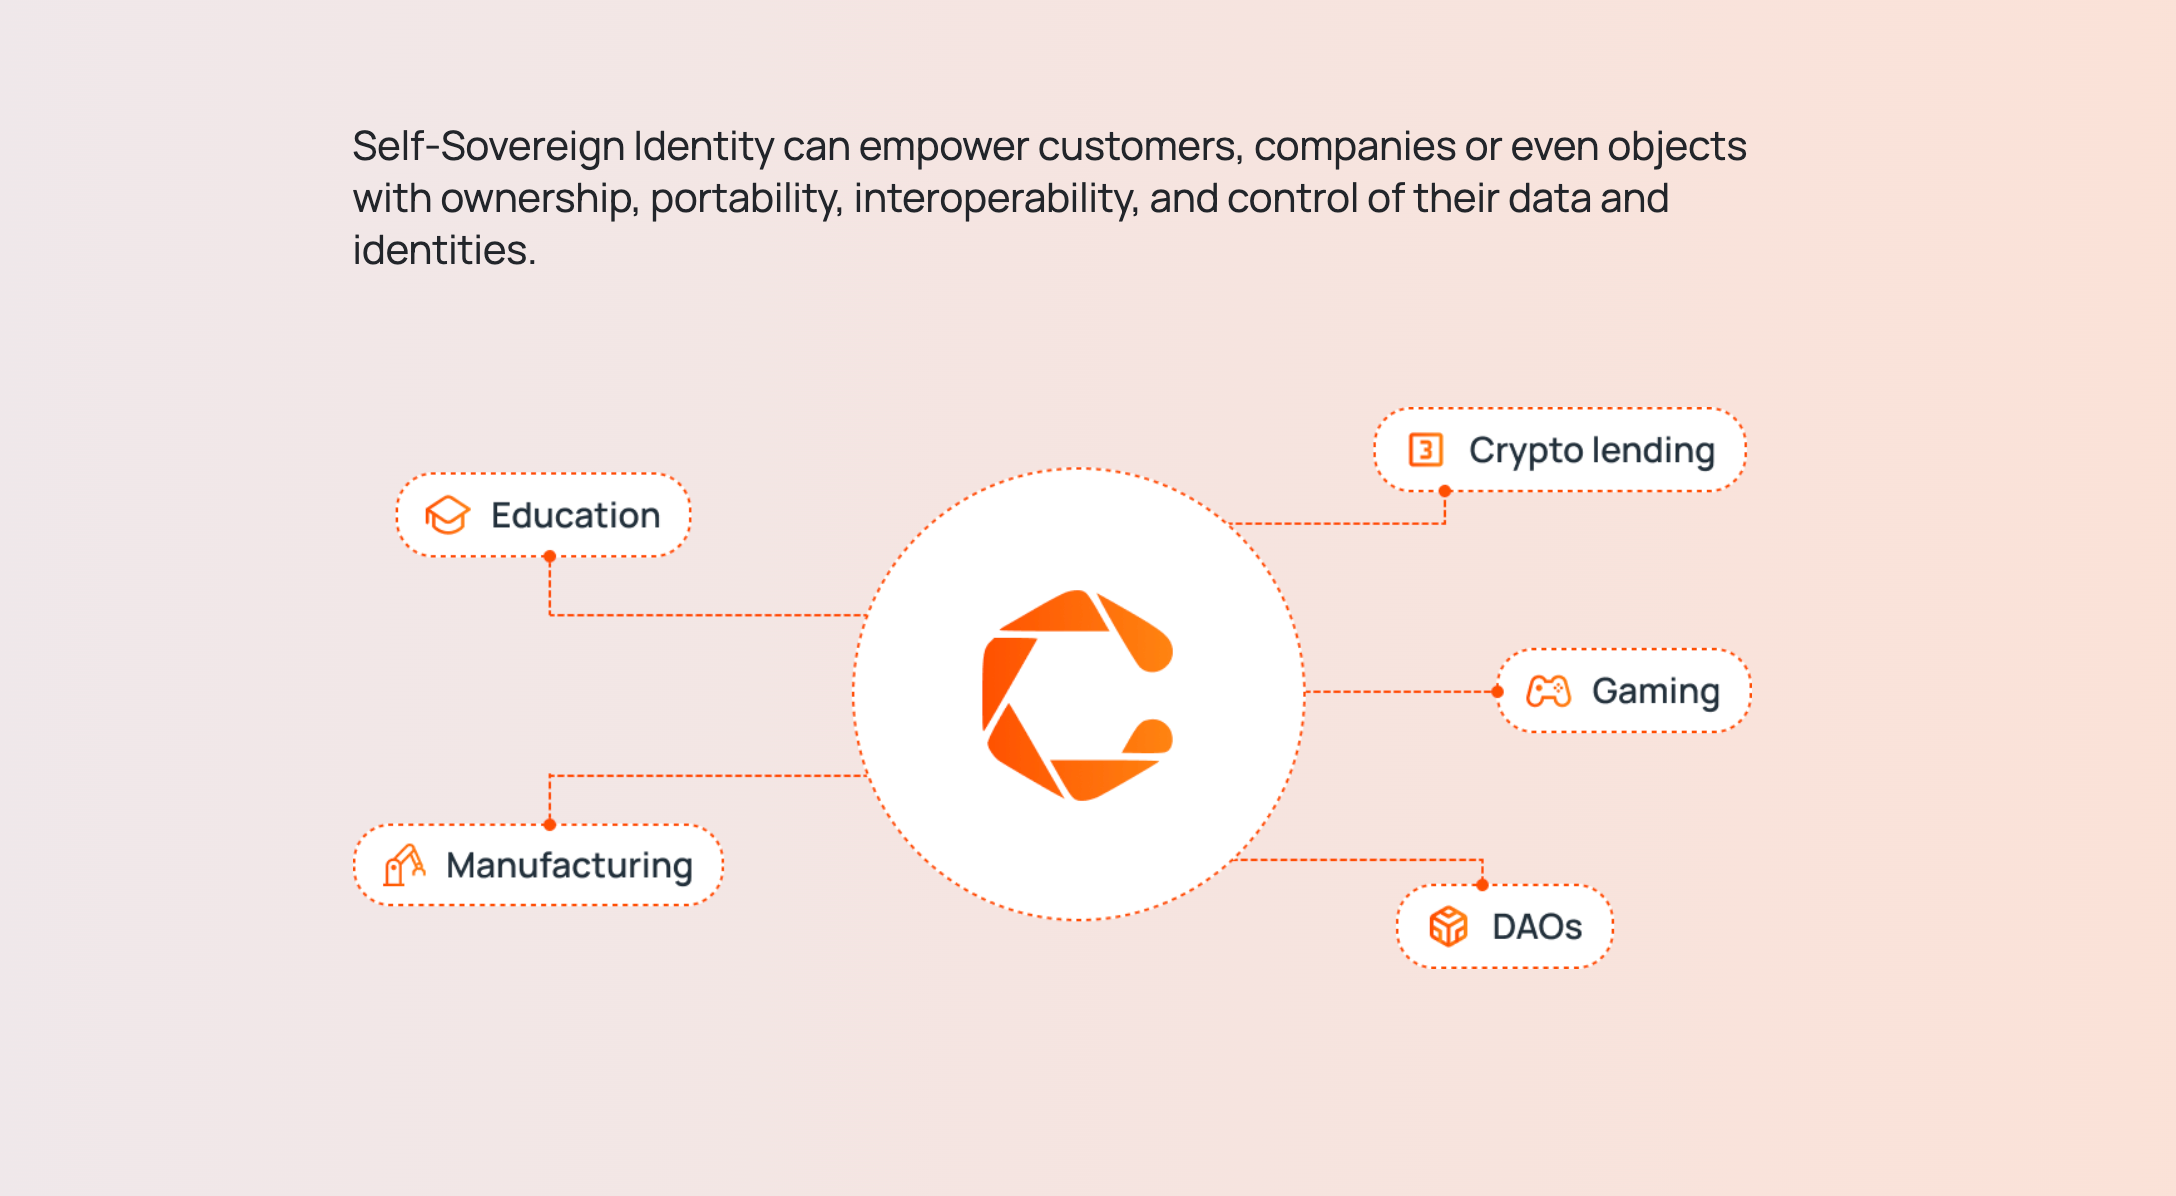 Self-Sovereign Identity can empower customers, companies or even objects
with ownership, portability, interoperability, and control of their data and
identities.
Crypto lending
3
Education
Gaming
Manufacturing
DAOs